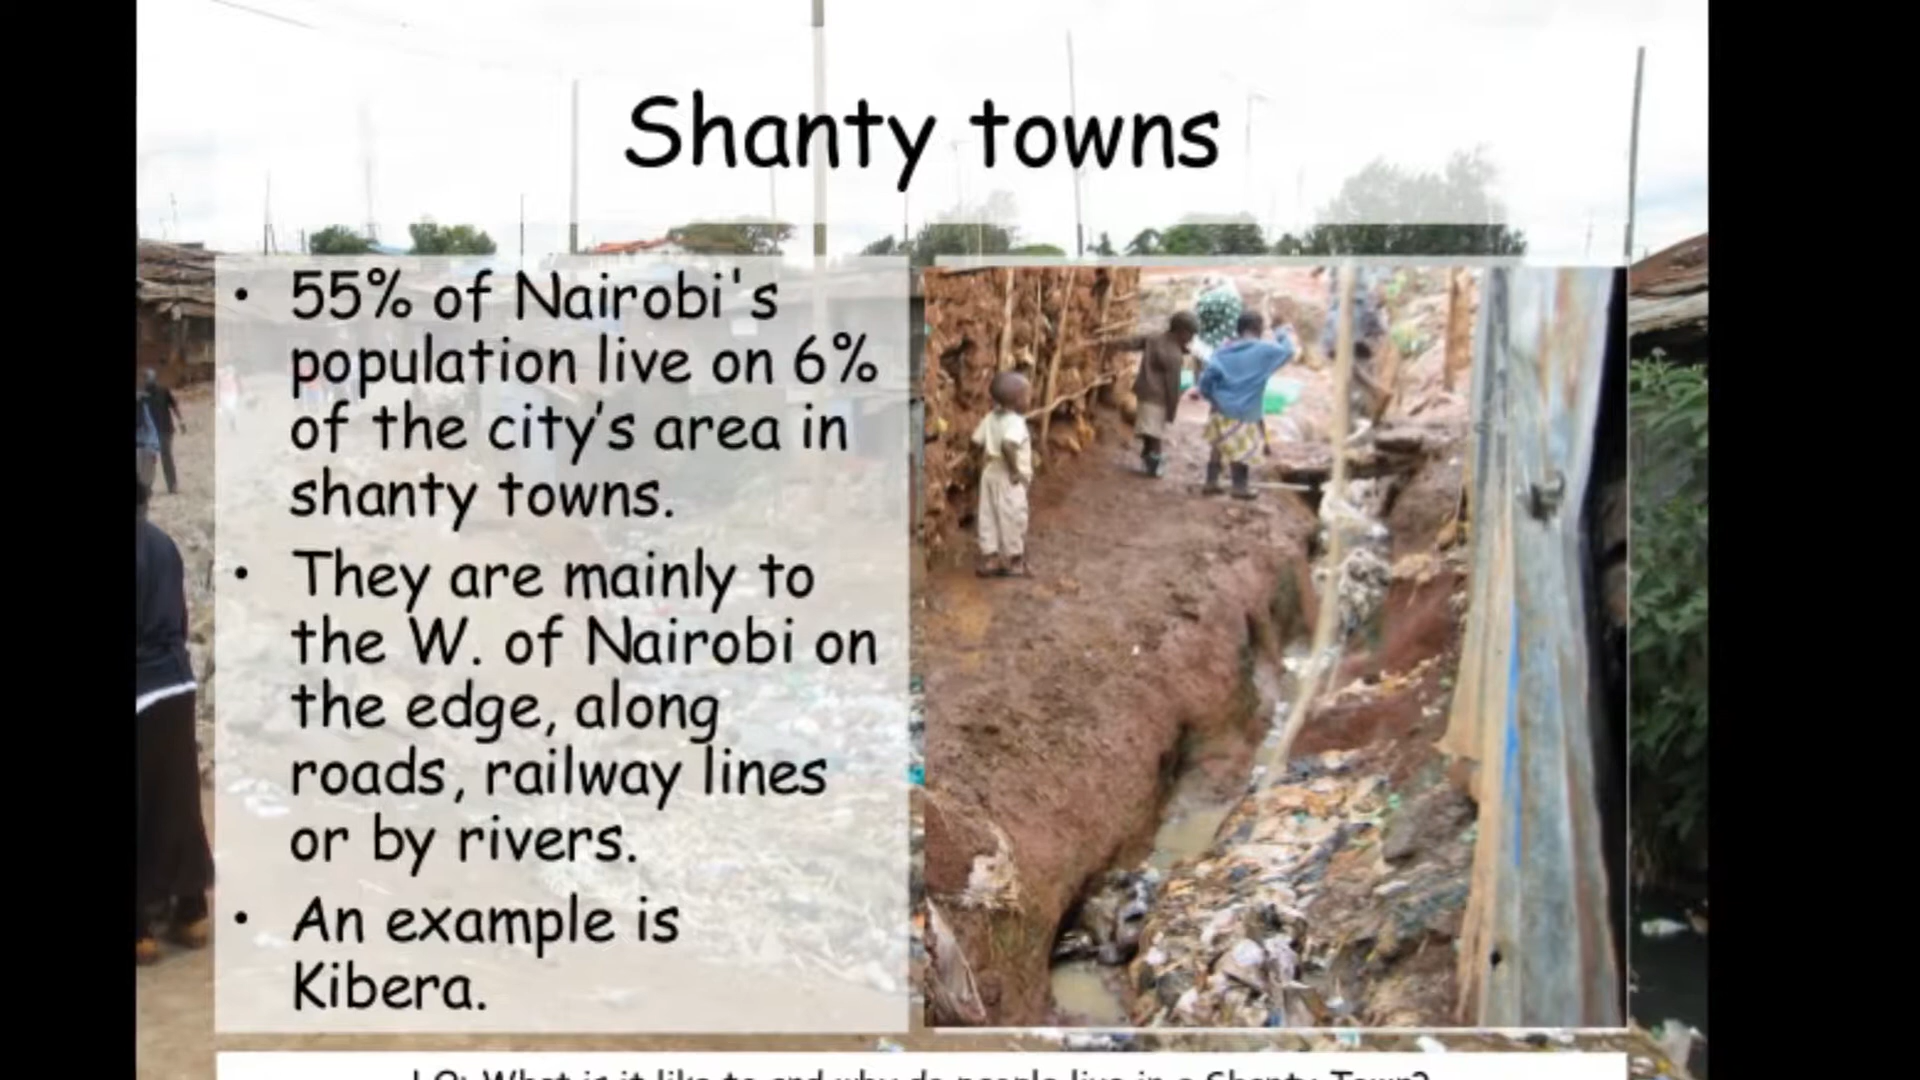 Shanty towns
• 55% of Nairobi's
population live on 6%
of the city's area in
shanty towns.
• They are mainly to
the W. of Nairobi on
the edge, along
roads, railway lines
or by rivers.
• An example is
Kibera.
LO: What is it like to and why do people live in a Shanty Town?